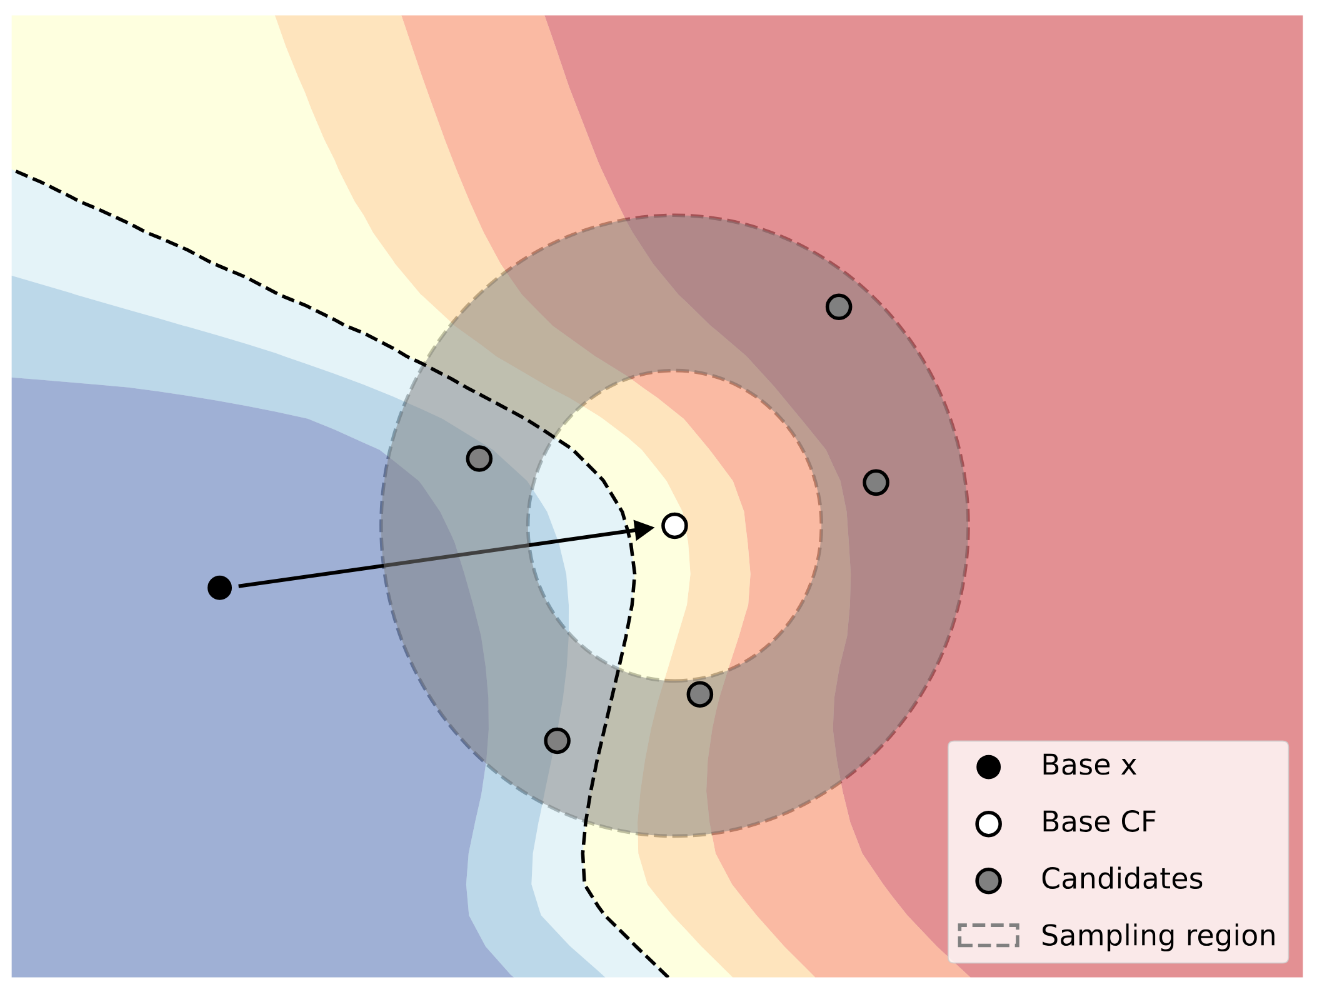 Base x
Base CF
Candidates
Sampling region